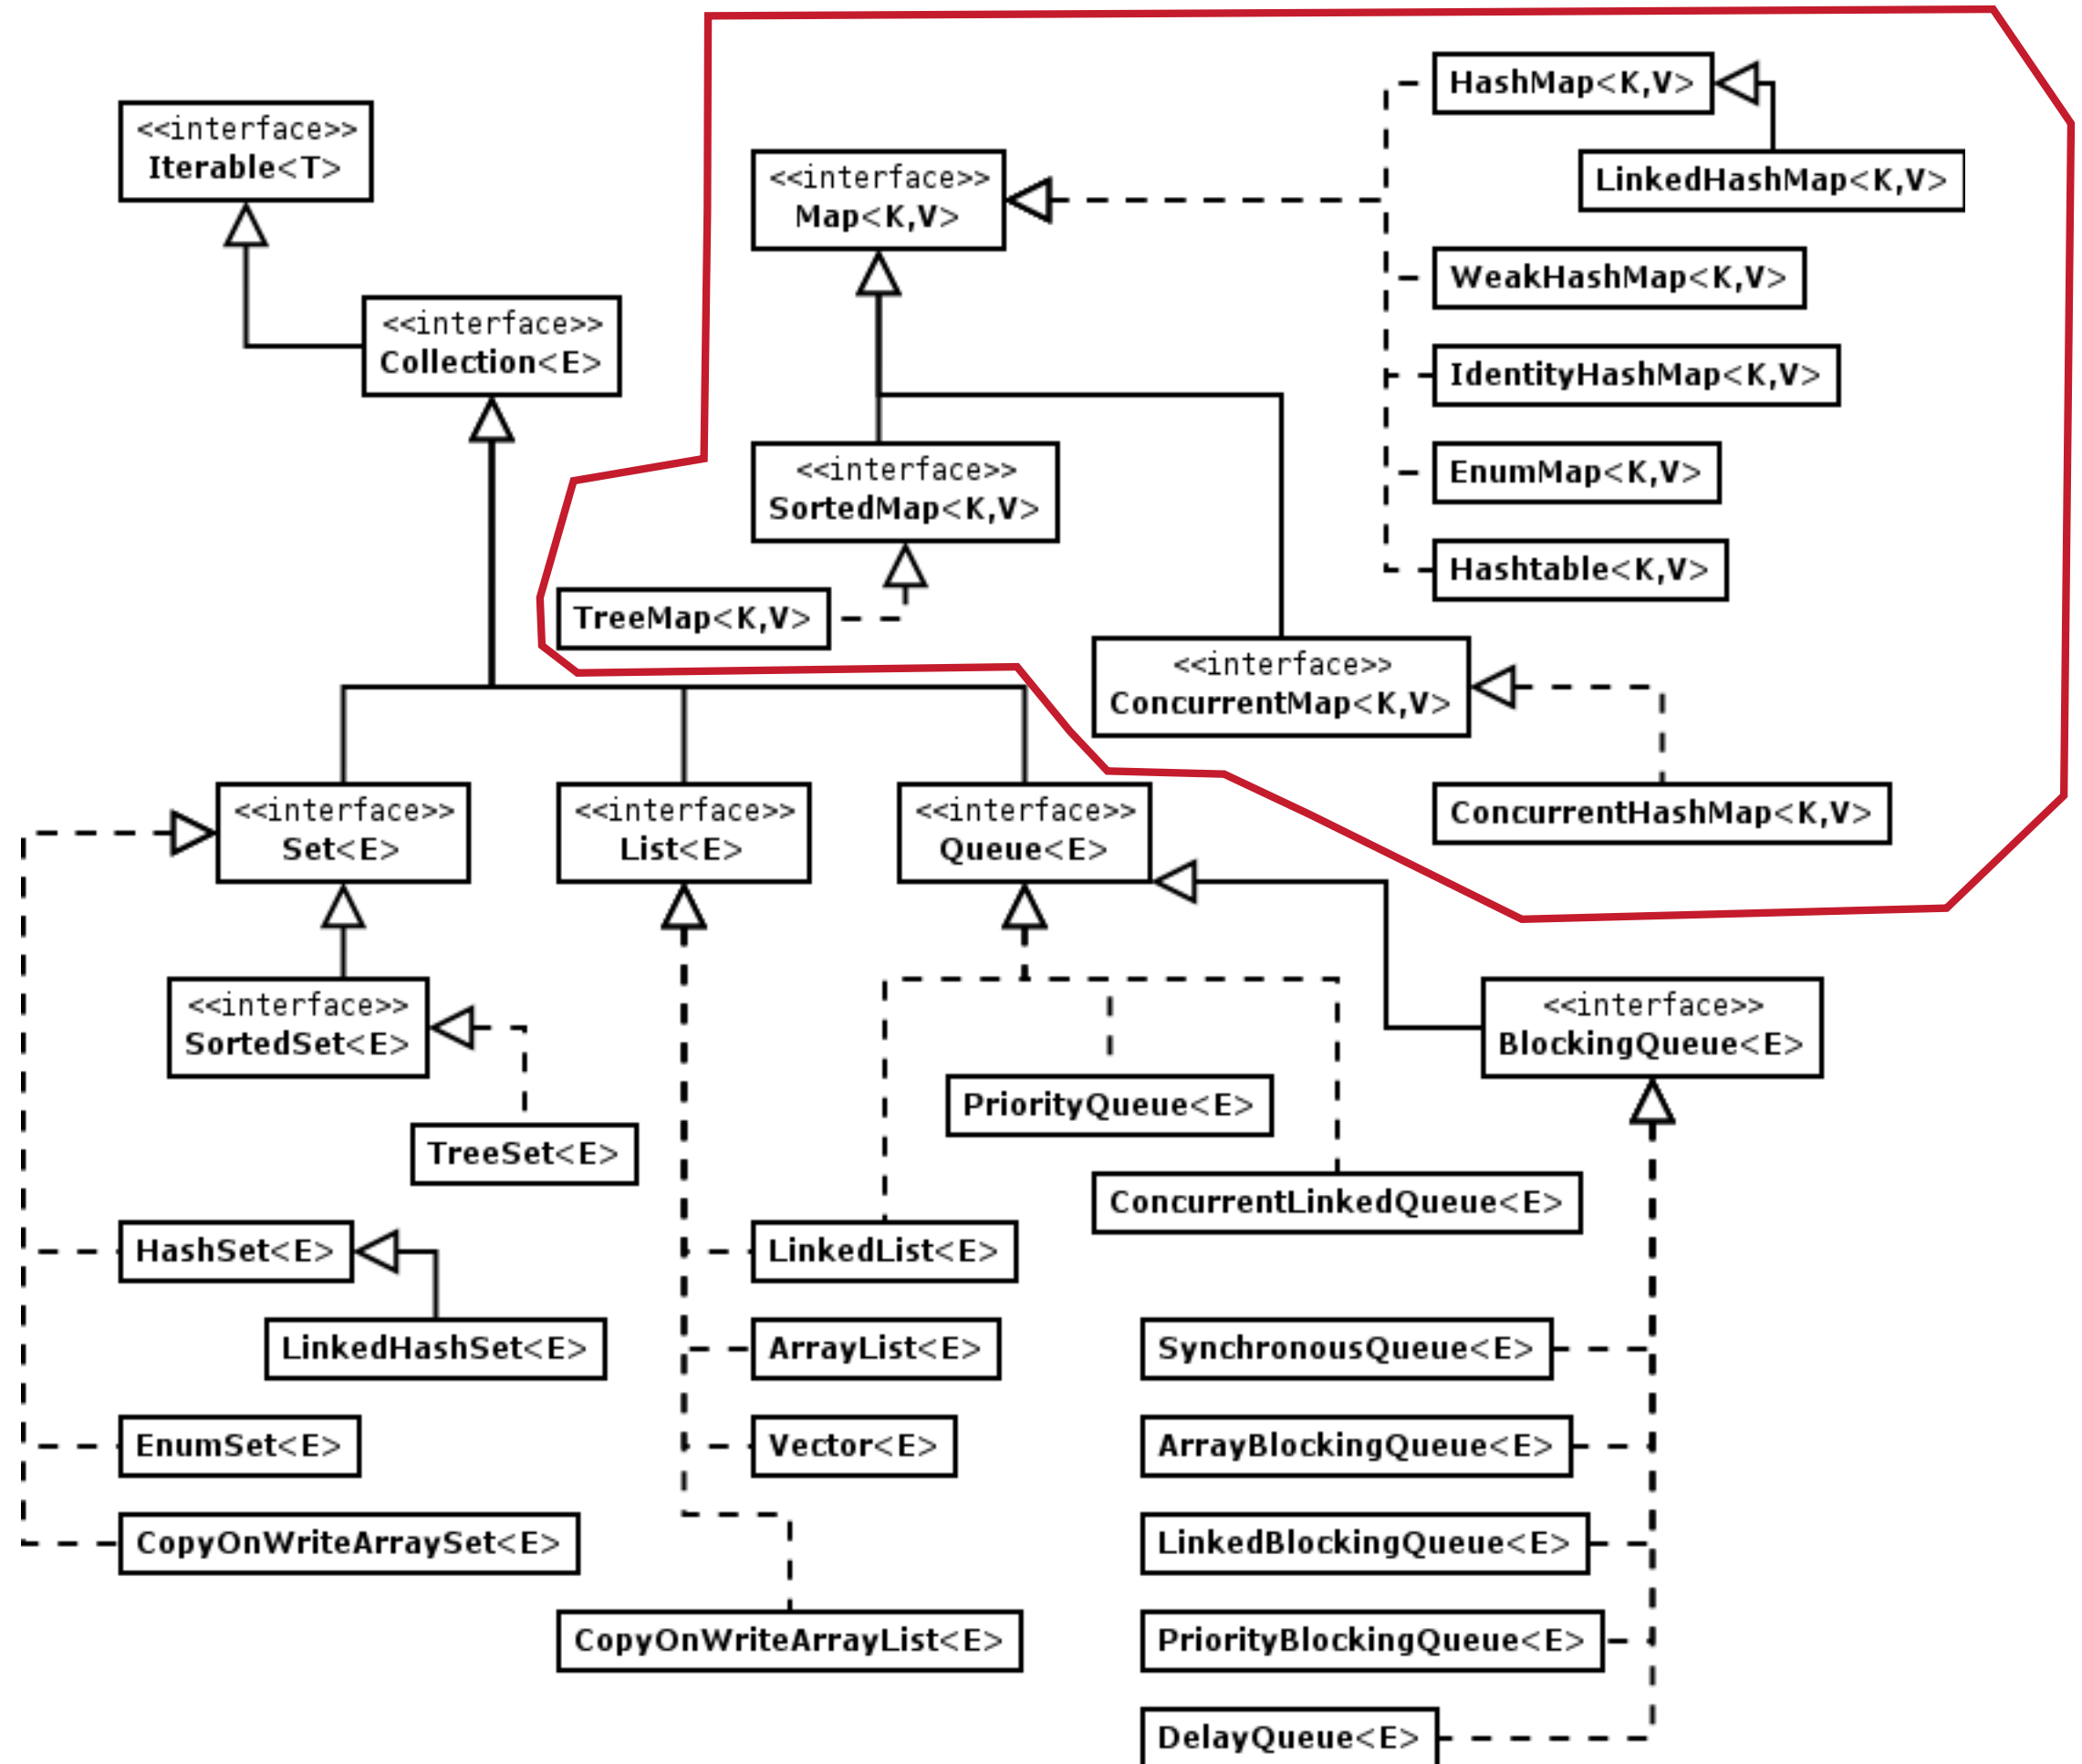 <<interface>>
Iterable<T>
<<interface>>
Collection<E>
<<interface>>
Map<K,V>
HashMap<K,V>
LinkedHashMap<K,V>
WeakHashMap<K,V>
IdentityHashMap<K,V>
EnumMap<K,V>
Hashtable<K,V>
<<interface>>
SortedMap<K,V>
TreeMap<K,V>
<<interface>>
ConcurrentMap<K,V>
ConcurrentHashMap<K,V>
<<interface>>
Set<E>
<<interface>>
List<E>
<<interface>>
Queue<E>
<<interface>>
SortedSet<E>
<<interface>>
BlockingQueue<E>
TreeSet<E>
PriorityQueue<E>
ConcurrentLinkedQueue<E>
HashSet<E>
LinkedHashSet<E>
EnumSet<E>
CopyOnWriteArraySet<E>
LinkedList<E>
ArrayList<E>
Vector<E>
CopyOnWriteArrayList<E>
SynchronousQueue<E>
ArrayBlockingQueue<E>
LinkedBlockingQueue<E>
PriorityBlockingQueue<E>
DelayQueue<E>